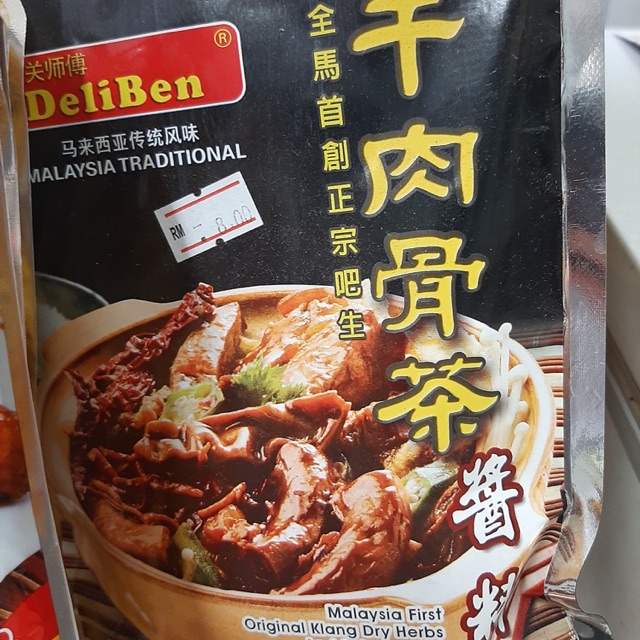 关师傅
DeliBen®
马来西亚传统风味
MALAYSIA TRADITIONAL
RM 8.00
全馬首創正宗吧生
干肉骨茶
醬料
Malaysia First
Original Klang Dry Herbs